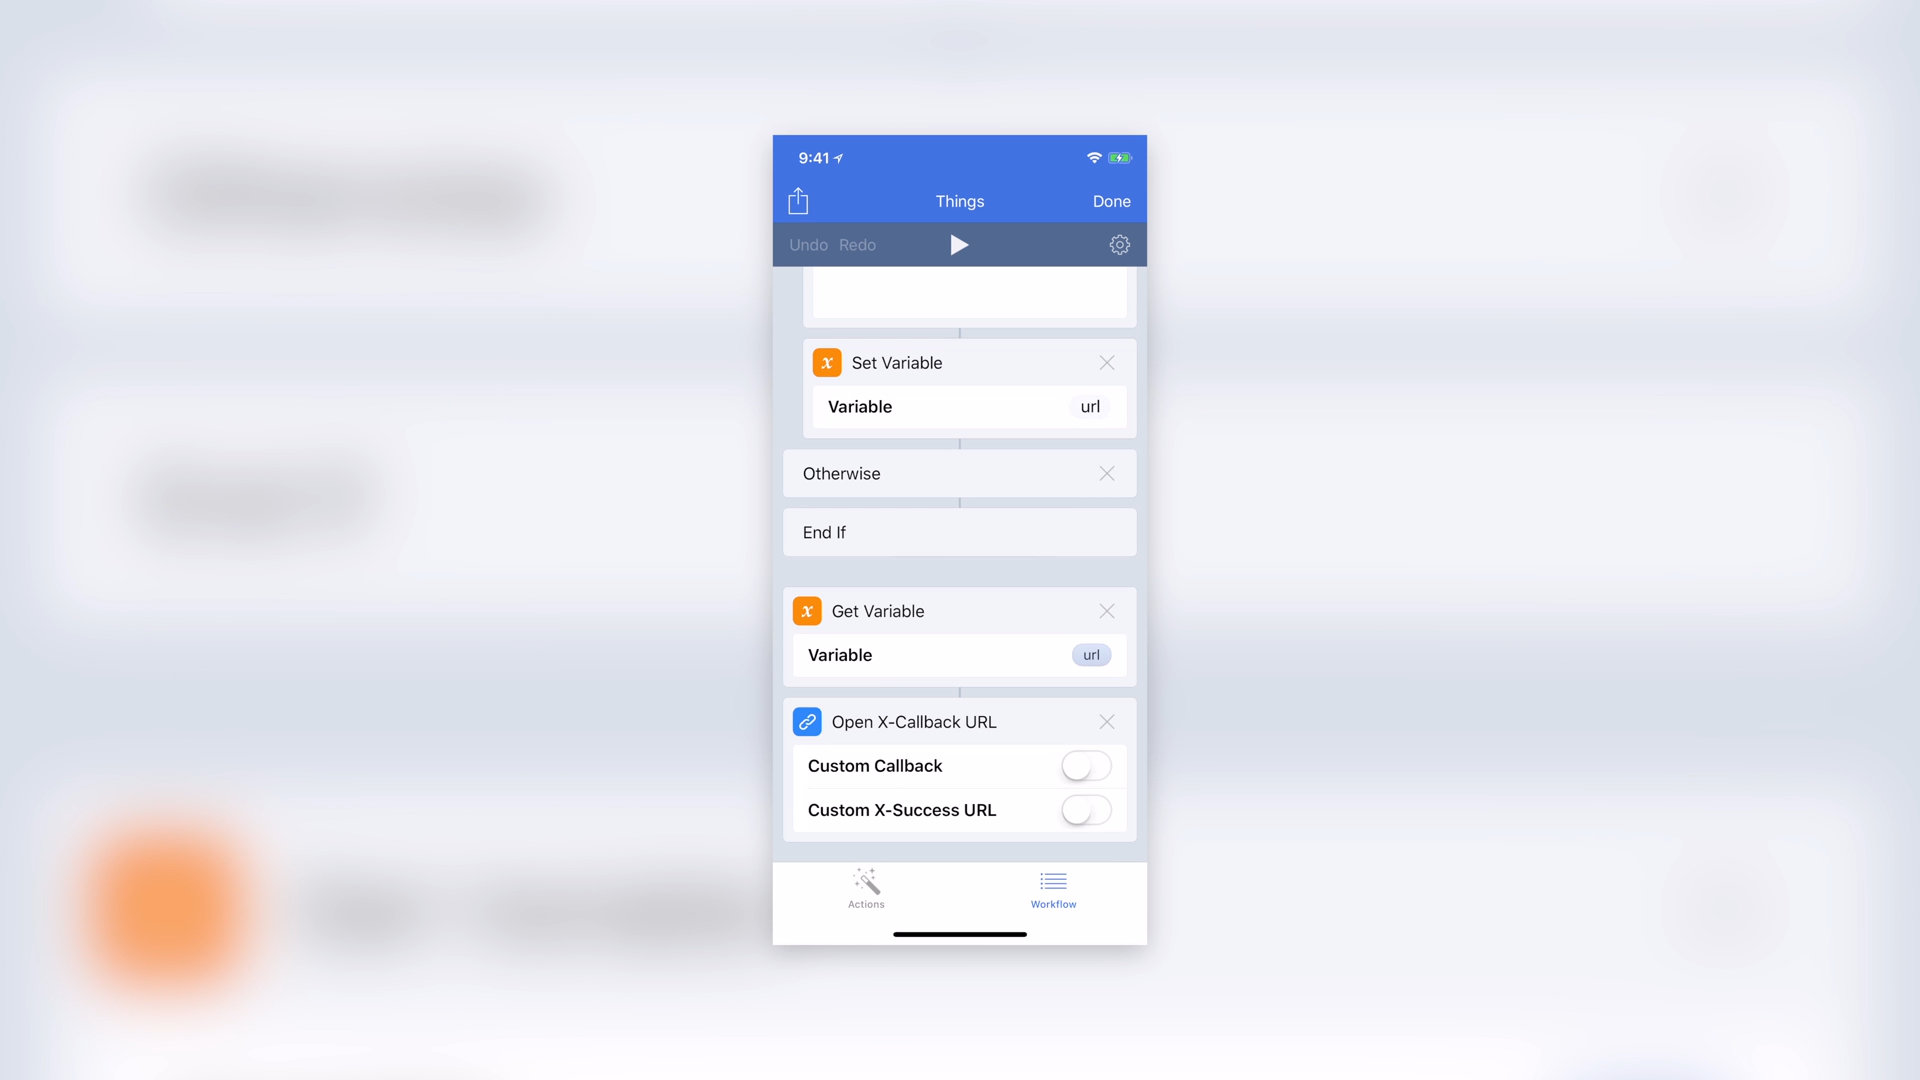 9:41
Things
Done
Undo Redo
x Set Variable
Variable url
Otherwise
End If
x Get Variable
Variable url
Open X-Callback URL
Custom Callback
Custom X-Success URL
Actions
Workflow